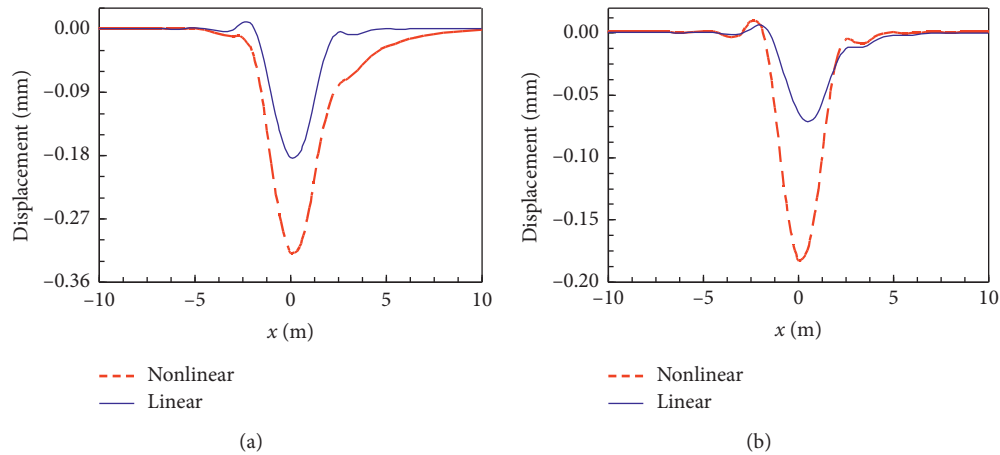 0.00
−0.09
−0.18
−0.27
−0.36
Displacement (mm)
−10
−5
0
5
10
x (m)
Nonlinear
Linear
(a)
0.00
−0.05
−0.10
−0.15
−0.20
Displacement (mm)
−10
−5
0
5
10
x (m)
Nonlinear
Linear
(b)